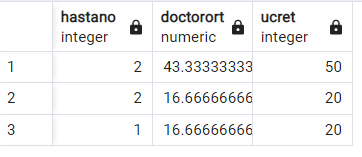 hastano doctorort ucret
integer numeric integer
1 2 43.33333333 50
2 2 16.66666666 20
3 1 16.66666666 20